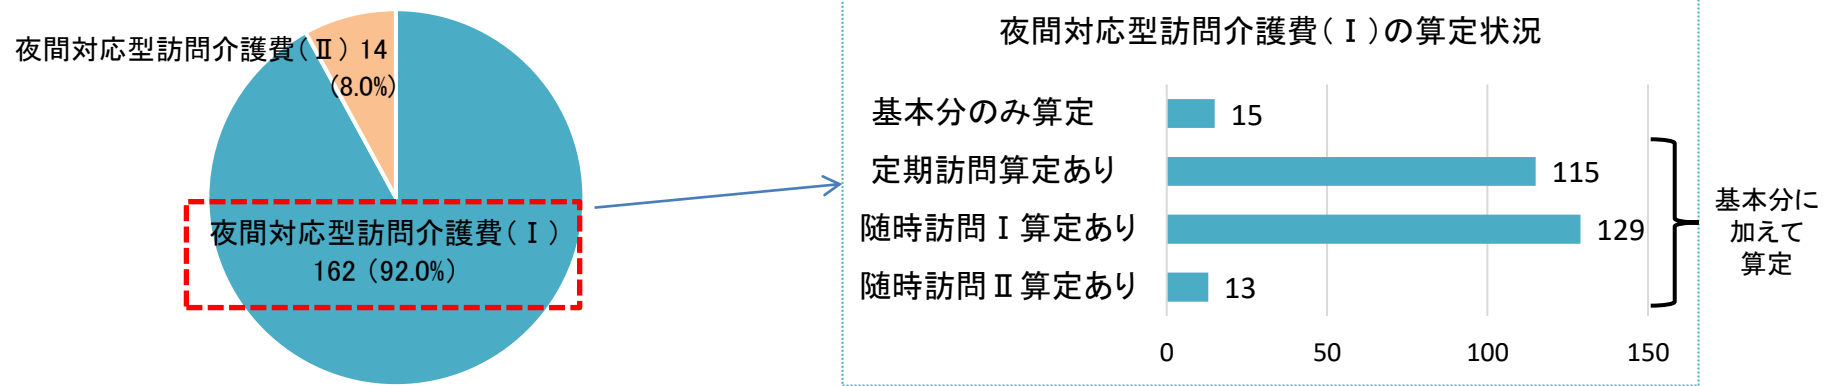 夜間対応型訪問介護費(Ⅱ) 14
(8.0%)
夜間対応型訪問介護費(Ⅰ)
162 (92.0%)
夜間対応型訪問介護費(Ⅰ)の算定状況
基本分のみ算定 15
定期訪問算定あり 115
随時訪問Ⅰ算定あり 129
随時訪問Ⅱ算定あり 13
0 50 100 150
基本分に
加えて
算定